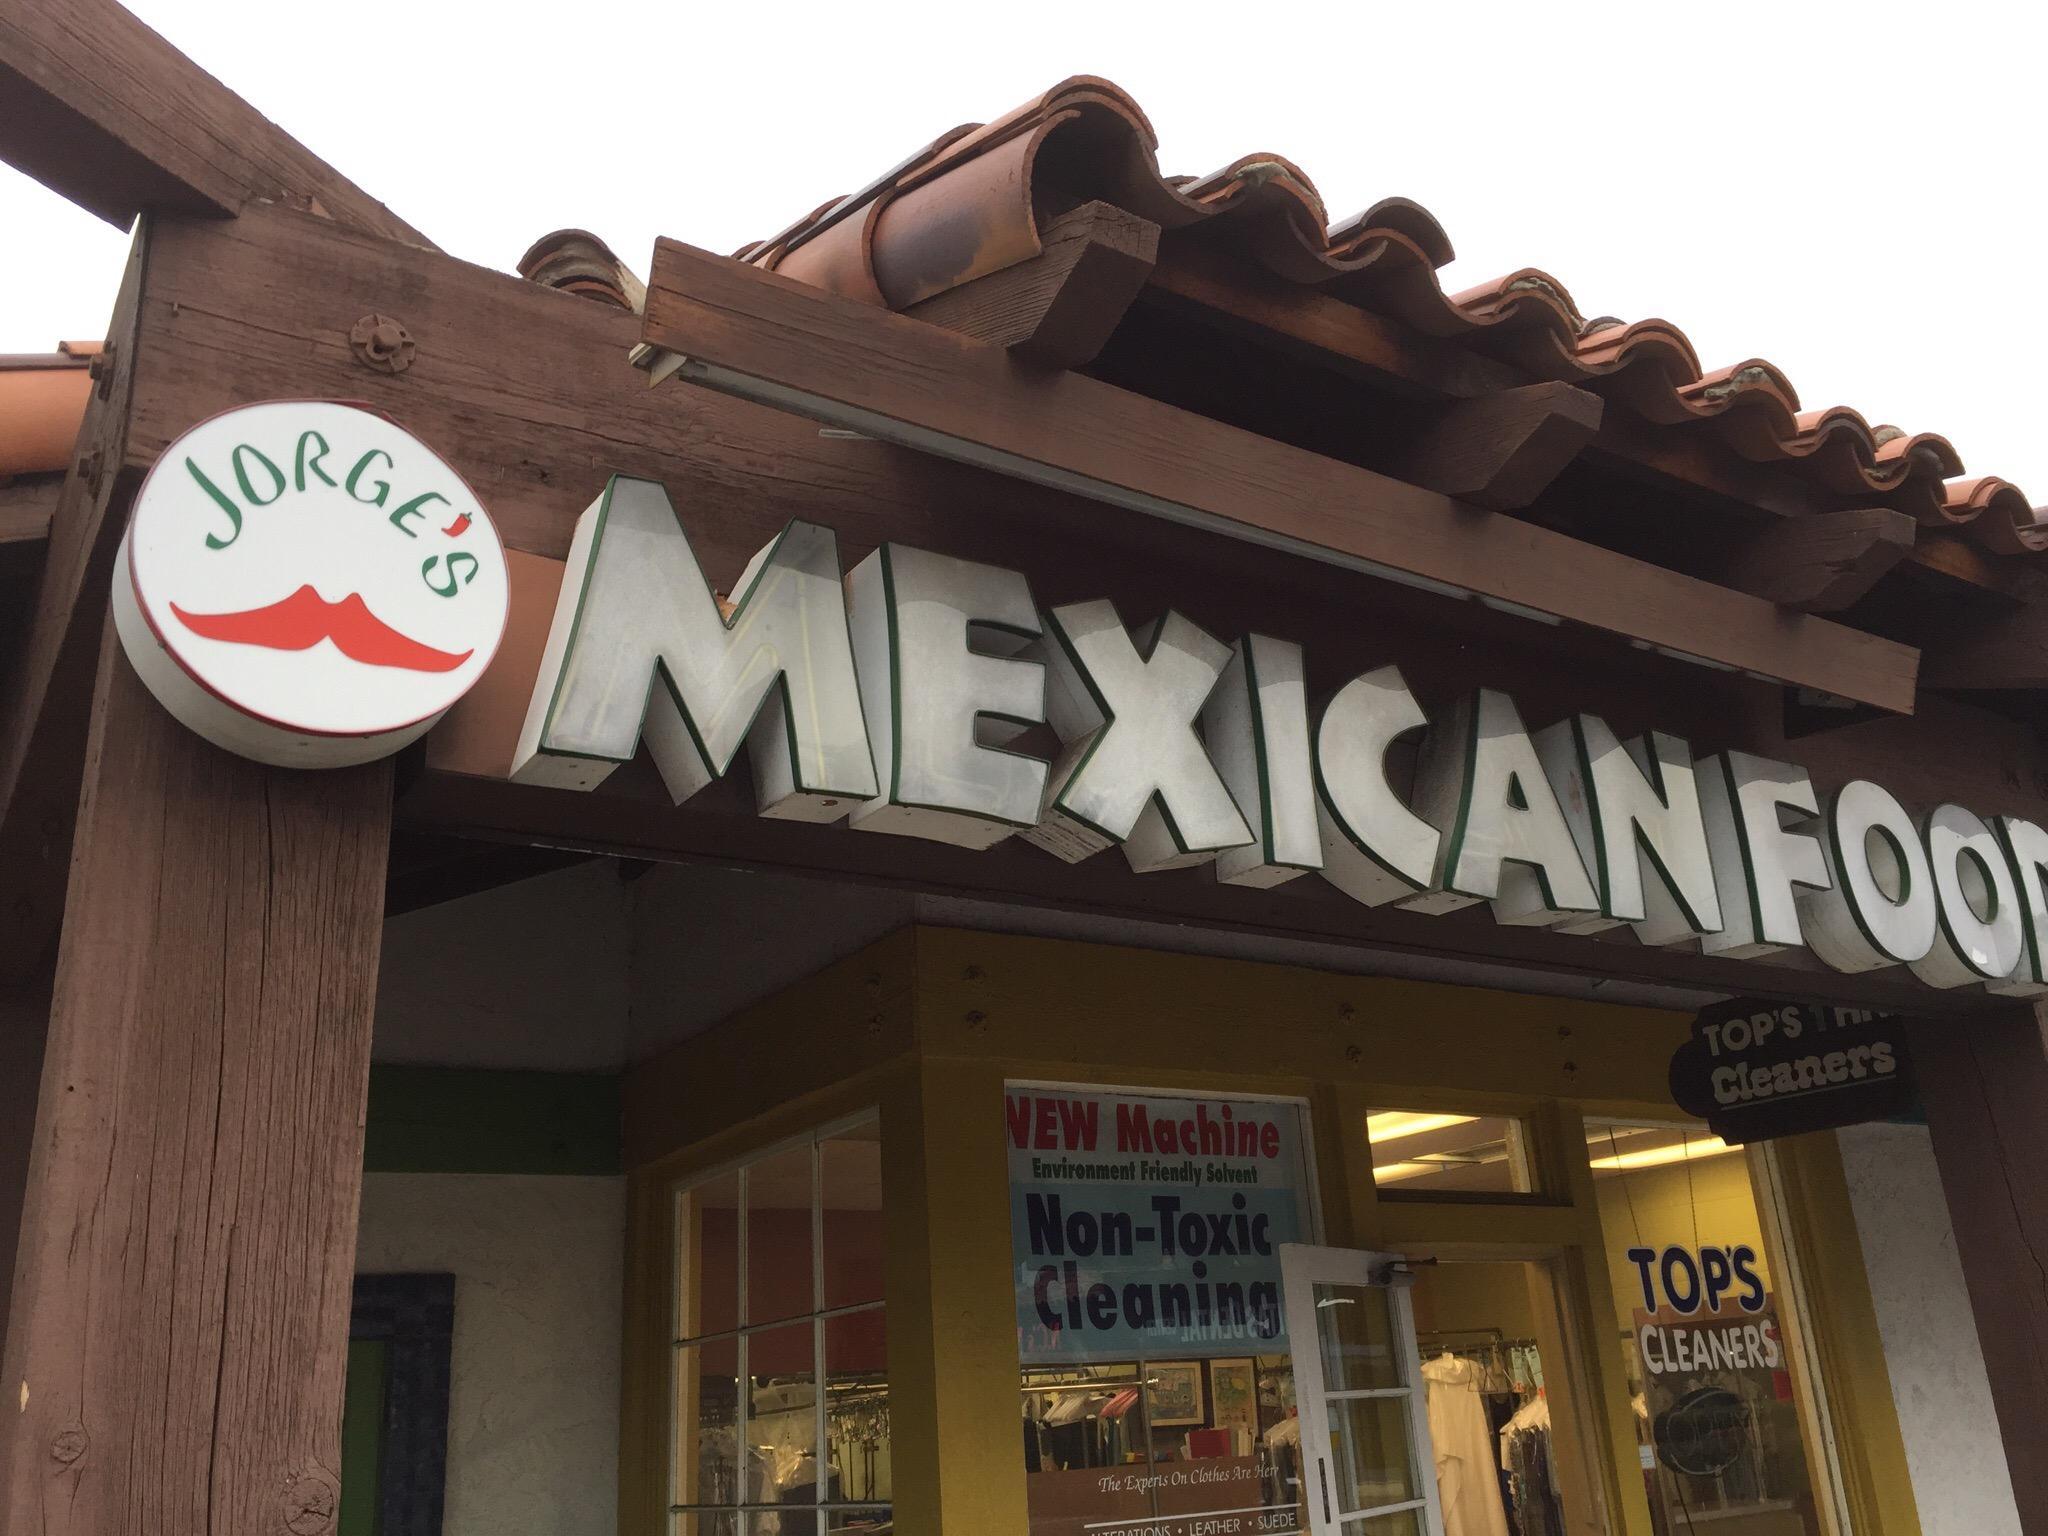 JORGE'S
MEXICAN FOOD
TOP'S
Cleaners
NEW Machine
Environment Friendly Solvent
Non-Toxic
Cleaning
TOP'S
CLEANERS
The Experts On Clothes Are Here
ALTERATIONS • LEATHER • SUEDE